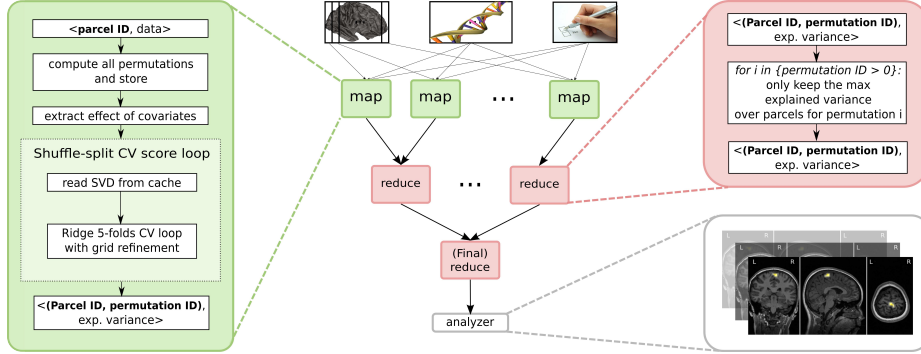 <parcel ID, data>
compute all permutations
and store
extract effect of covariates
Shuffle-split CV score loop
read SVD from cache
Ridge 5-folds CV loop
with grid refinement
<(Parcel ID, permutation ID),
exp. variance>
map
map
...
map
reduce
...
reduce
(Final)
reduce
analyzer
<(Parcel ID, permutation ID),
exp. variance>
for i in {permutation ID > 0}:
only keep the max
explained variance
over parcels for permutation i
<(Parcel ID, permutation ID),
exp. variance>
L R
L R
L R L R